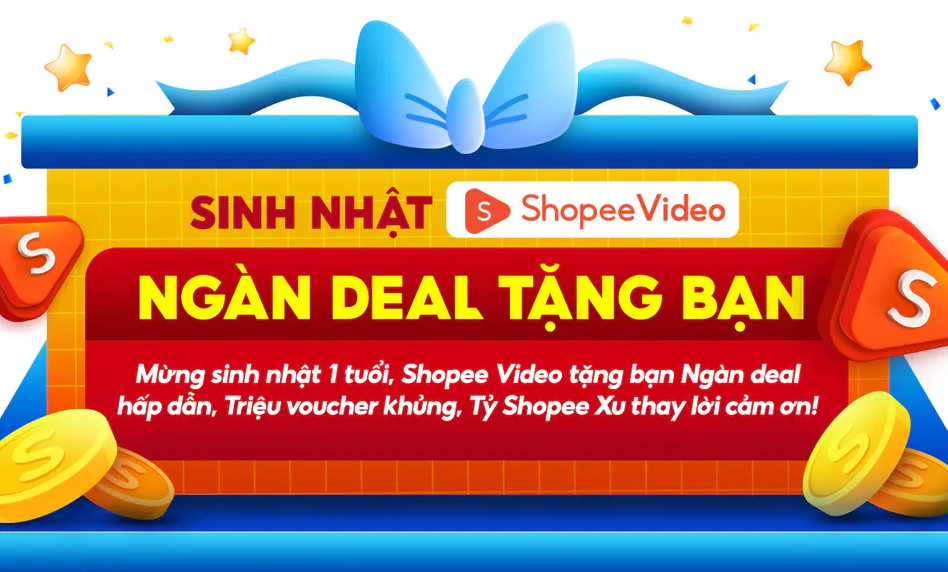 SINH NHẬT ShopeeVideo
NGÀN DEAL TẶNG BẠN
Mừng sinh nhật 1 tuổi, Shopee Video tặng bạn Ngàn deal
hấp dẫn, Triệu voucher khủng, Tỷ Shopee Xu thay lời cảm ơn!